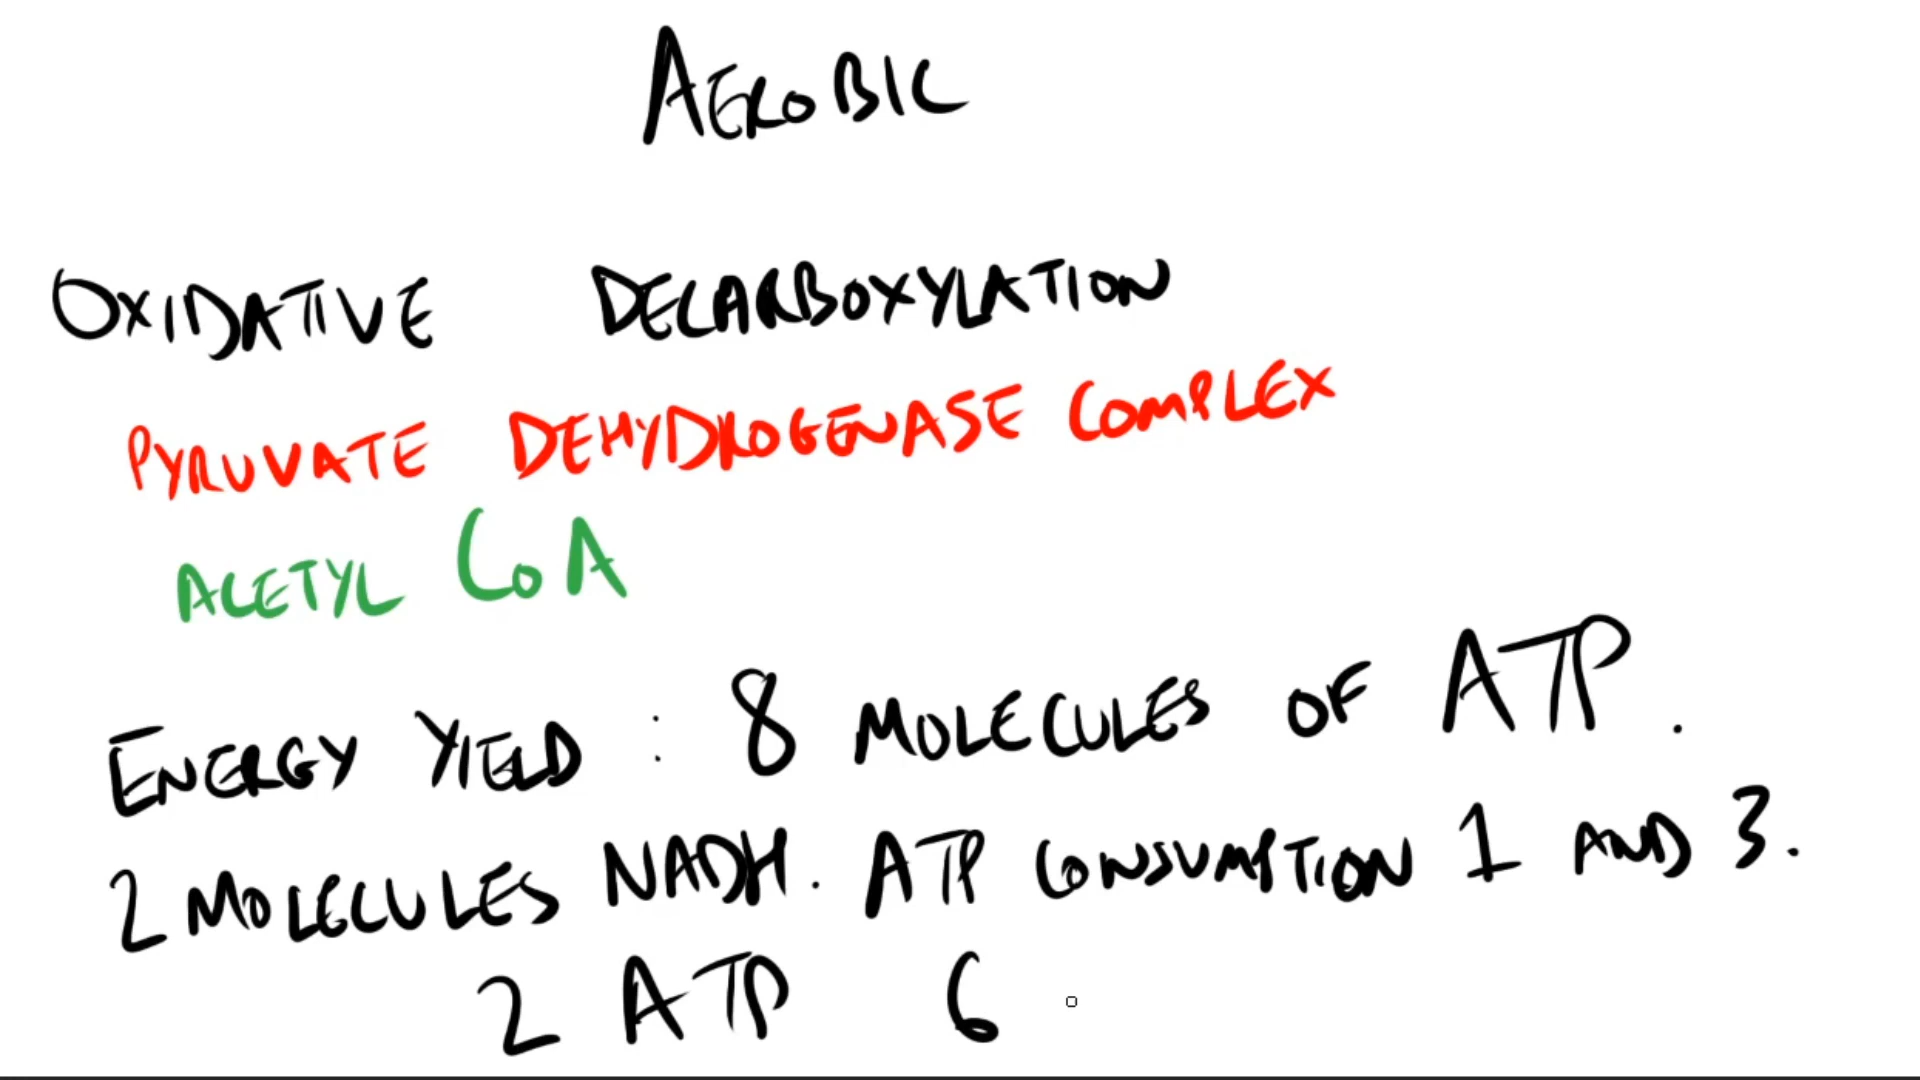 AEROBIC
OXIDATIVE DECARBOXYLATION
PYRUVATE DEHYDROGENASE COMPLEX
ACETYL CoA
ENERGY YIELD : 8 MOLECULES OF ATP.
2 MOLECULES NADH. ATP CONSUMPTION 1 AND 3.
2 ATP 6